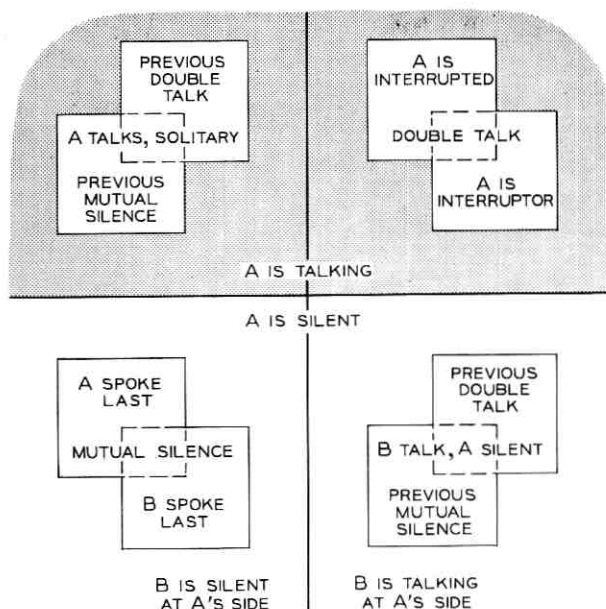 PREVIOUS
DOUBLE
TALK
A TALKS, SOLITARY
PREVIOUS
MUTUAL
SILENCE
A IS
INTERRUPTED
DOUBLE TALK
A IS
INTERRUPTOR
A IS TALKING
A IS SILENT
A SPOKE
LAST
MUTUAL SILENCE
B SPOKE
LAST
PREVIOUS
DOUBLE
TALK
B TALK, A SILENT
PREVIOUS
MUTUAL
SILENCE
B IS SILENT
AT A'S SIDE
B IS TALKING
AT A'S SIDE